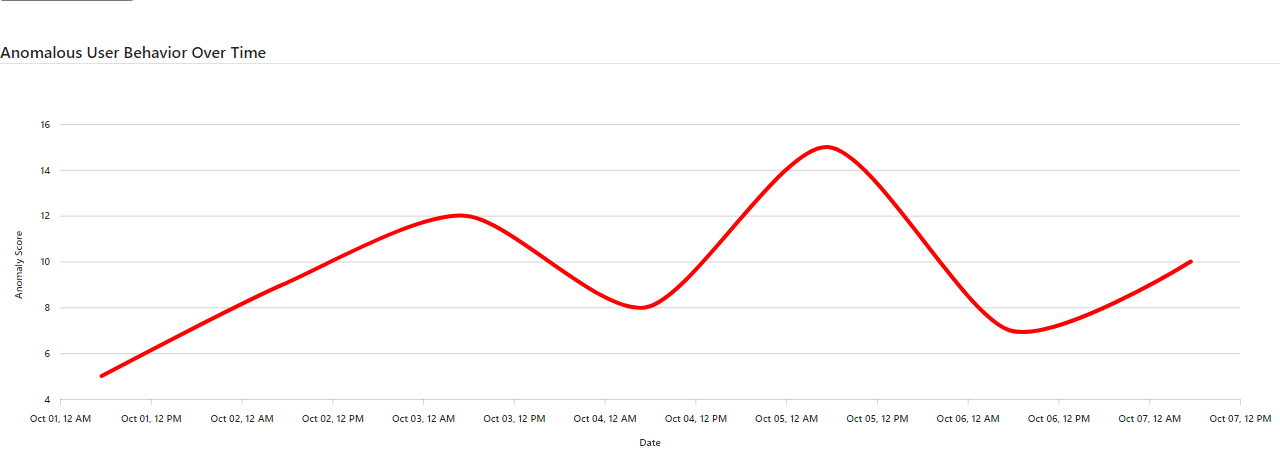 Anomalous User Behavior Over Time
16
14
12
10
8
6
4
Anomaly Score
Oct 01, 12 AM Oct 01, 12 PM Oct 02, 12 AM Oct 02, 12 PM Oct 03, 12 AM Oct 03, 12 PM Oct 04, 12 AM Oct 04, 12 PM Oct 05, 12 AM Oct 05, 12 PM Oct 06, 12 AM Oct 06, 12 PM Oct 07, 12 AM Oct 07, 12 PM
Date